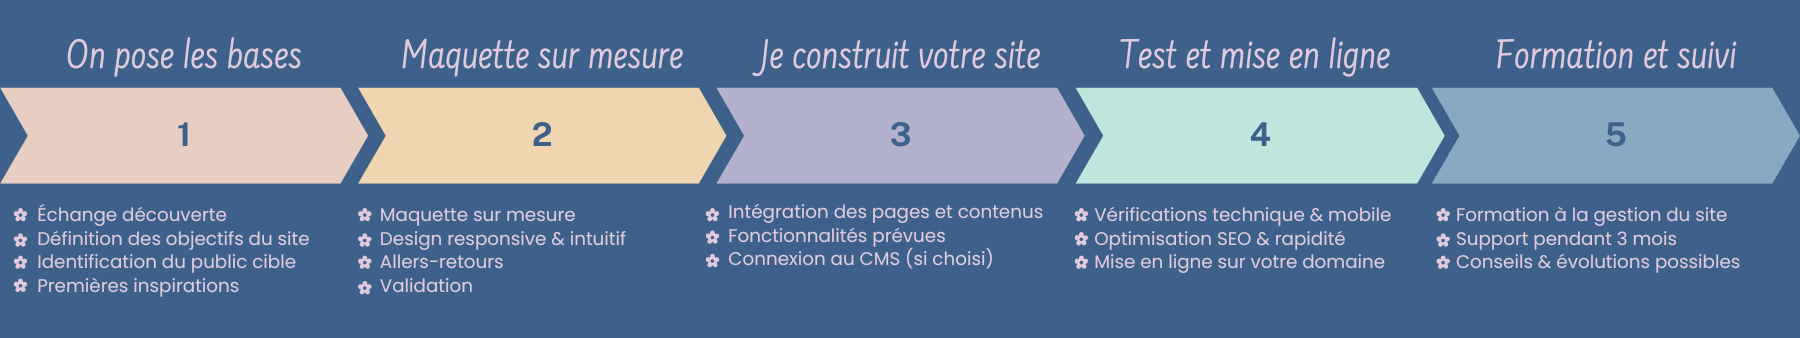 On pose les bases
Maquette sur mesure
Je construit votre site
Test et mise en ligne
Formation et suivi
1
2
3
4
5
Échange découverte
Définition des objectifs du site
Identification du public cible
Premières inspirations
Maquette sur mesure
Design responsive & intuitif
Allers-retours
Validation
Intégration des pages et contenus
Fonctionnalités prévues
Connexion au CMS (si choisi)
Vérifications technique & mobile
Optimisation SEO & rapidité
Mise en ligne sur votre domaine
Formation à la gestion du site
Support pendant 3 mois
Conseils & évolutions possibles